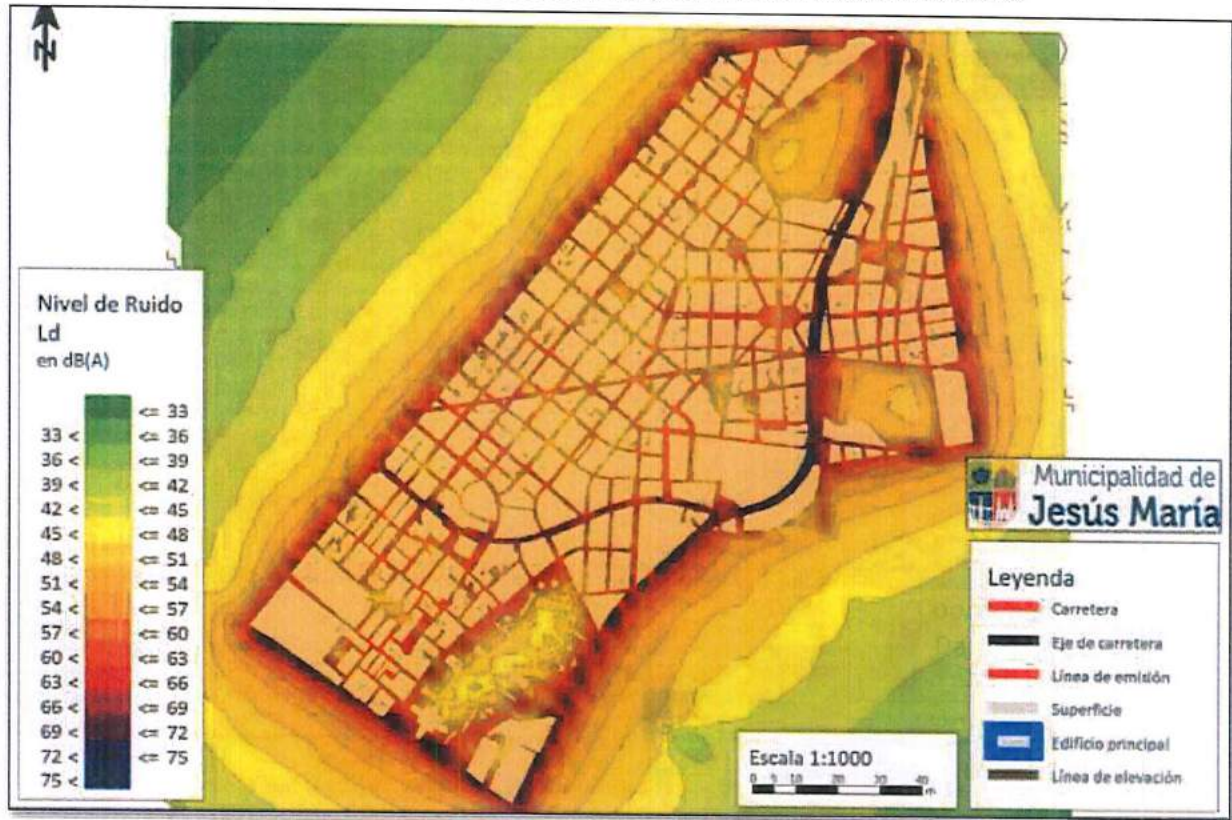 N
Nivel de Ruido
Ld
en dB(A)
<= 33
33 < <= 36
36 < <= 39
39 < <= 42
42 < <= 45
45 < <= 48
48 < <= 51
51 < <= 54
54 < <= 57
57 < <= 60
60 < <= 63
63 < <= 66
66 < <= 69
69 < <= 72
72 < <= 75
75 <
Municipalidad de
Jesús María
Leyenda
Carretera
Eje de carretera
Línea de emisión
Superficie
Edificio principal
Línea de elevación
Escala 1:1000
0 5 10 20 30 40
m